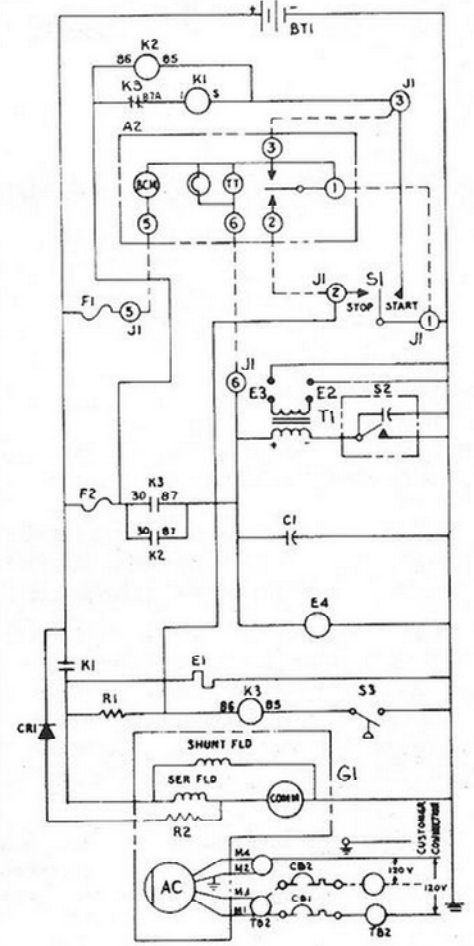 + -
BT1
K2
86 85
K3 87A K1 S
J1
3
A2
3
BCM TT 1
5 6 2
F1 5 J1
J1 2 S1
STOP START
1
J1
J1
6
E3 E2
S2
T1
+ -
F2 K3
30 87
30 87
K2
C1
E4
K1
E1
R1 86 K3 85 S3
CR1
SHUNT FLD
G1
SER FLD
COMM
R2
CUSTOMER
CONNECTION
M4
M2 CB2 120V
AC
M3 120V
M1 CB1
TB2 TB2